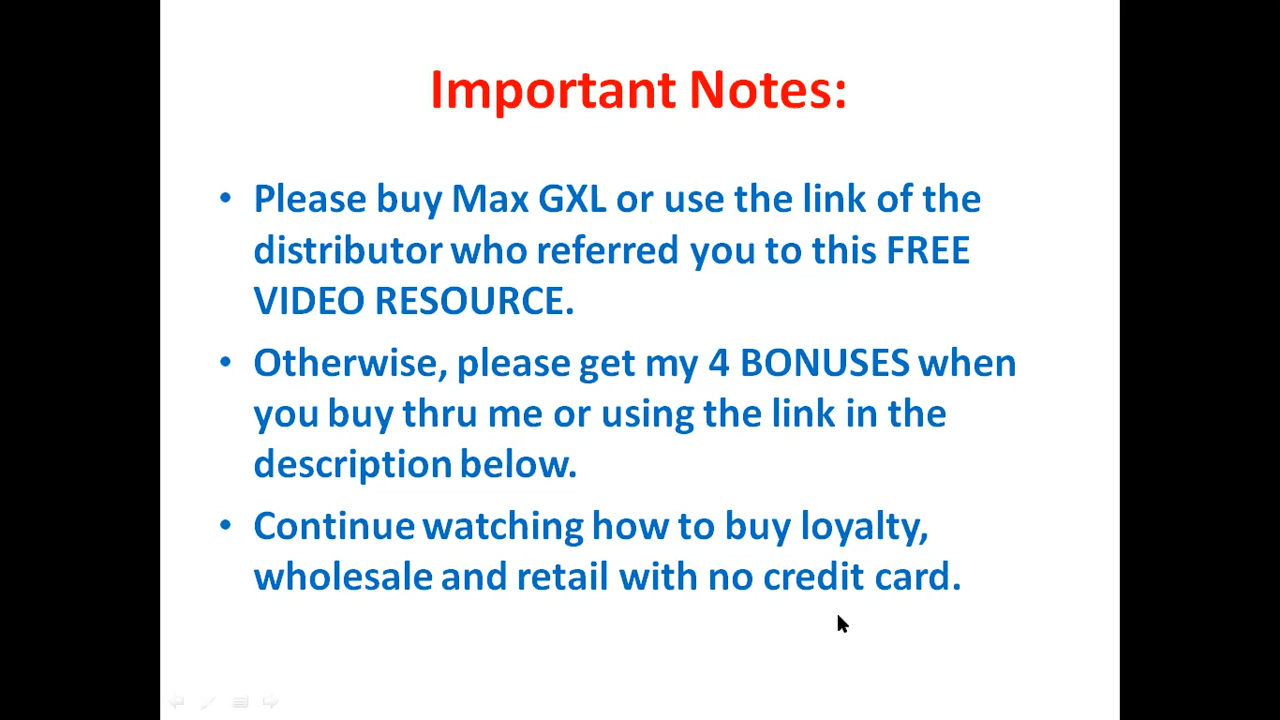 Important Notes:
• Please buy Max GXL or use the link of the
distributor who referred you to this FREE
VIDEO RESOURCE.
• Otherwise, please get my 4 BONUSES when
you buy thru me or using the link in the
description below.
• Continue watching how to buy loyalty,
wholesale and retail with no credit card.